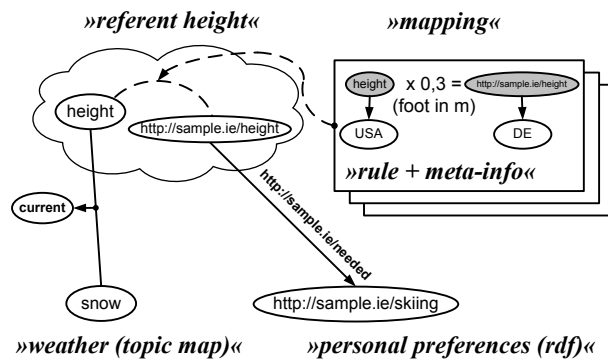 »referent height«
»mapping«
height
http://sample.ie/height
height
x 0,3 =
(foot in m)
http://sample.ie/height
USA
DE
»rule + meta-info«
current
http://sample.ie/needed
snow
http://sample.ie/skiing
»weather (topic map)«
»personal preferences (rdf)«